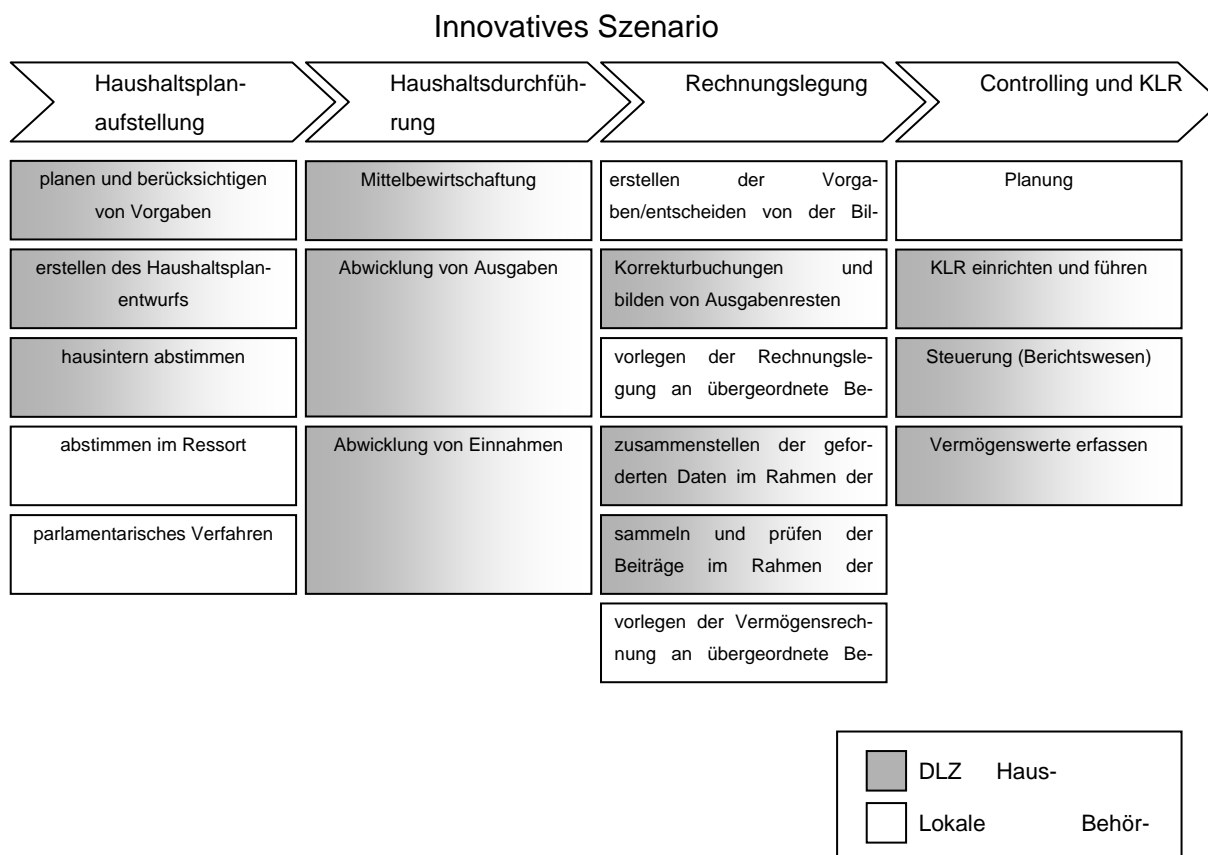 Innovatives Szenario
Haushaltsplan-
aufstellung
Haushaltsdurchfüh-
rung
Rechnungslegung
Controlling und KLR
planen und berücksichtigen
von Vorgaben
erstellen des Haushaltsplan-
entwurfs
hausintern abstimmen
abstimmen im Ressort
parlamentarisches Verfahren
Mittelbewirtschaftung
Abwicklung von Ausgaben
Abwicklung von Einnahmen
erstellen der Vorga-
ben/entscheiden von der Bil-
Korrekturbuchungen und
bilden von Ausgabenresten
vorlegen der Rechnungsle-
gung an übergeordnete Be-
zusammenstellen der gefor-
derten Daten im Rahmen der
sammeln und prüfen der
Beiträge im Rahmen der
vorlegen der Vermögensrech-
nung an übergeordnete Be-
Planung
KLR einrichten und führen
Steuerung (Berichtswesen)
Vermögenswerte erfassen
DLZ Haus-
Lokale Behör-